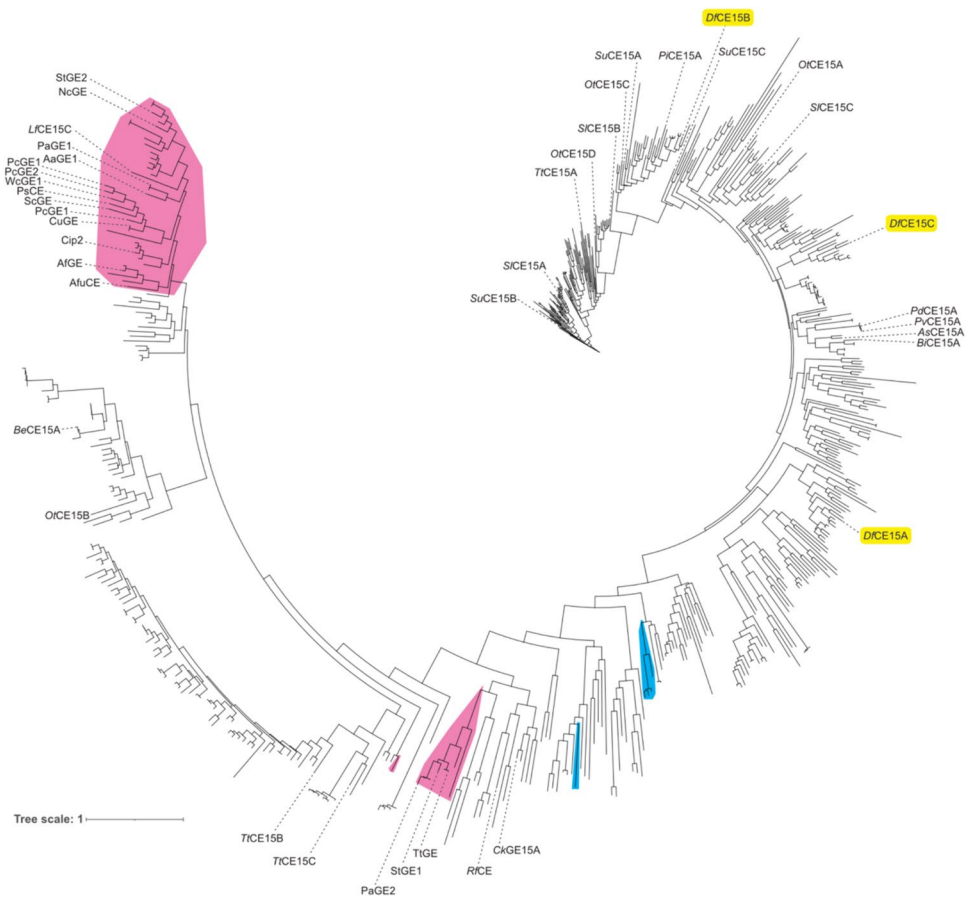 DfCE15B
SuCE15A
PiCE15A
SuCE15C
OtCE15C
OtCE15A
SlCE15B
SlCE15C
OtCE15D
TtCE15A
SlCE15A
SuCE15B
DfCE15C
PdCE15A
PvCE15A
AsCE15A
BiCE15A
DfCE15A
StGE2
NcGE
LfCE15C
PaGE1
AaGE1
PcGE1
PcGE2
WcGE1
PsCE
ScGE
PcGE1
CuGE
Cip2
AfGE
AfuCE
BeCE15A
OtCE15B
Tree scale: 1
TtCE15B
TtCE15C
PaGE2
StGE1
TtGE
RfCE
CkGE15A